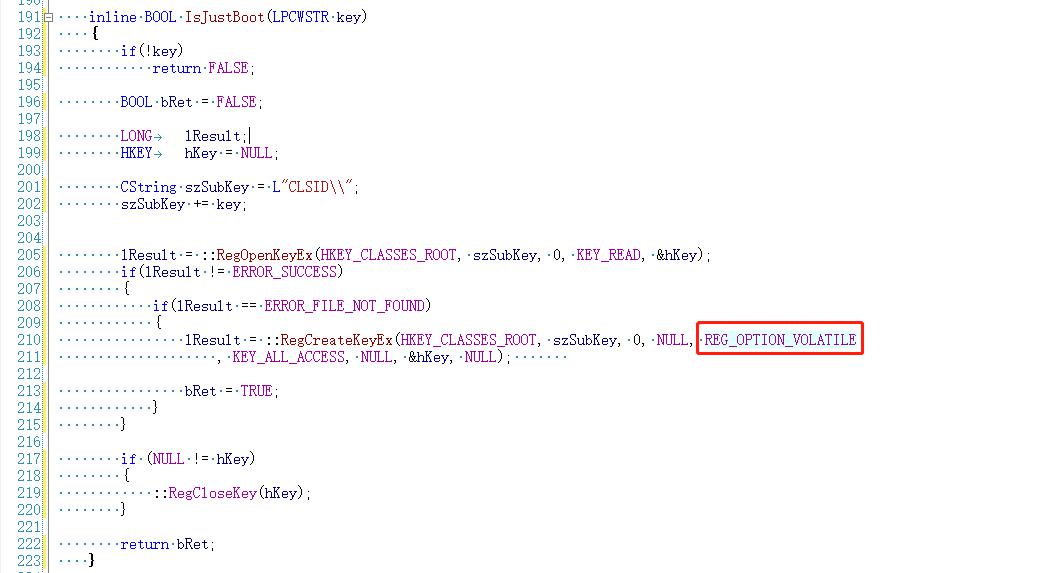 191 inline BOOL IsJustBoot(LPCWSTR key)
192 {
193 if(!key)
194 return FALSE;
195
196 BOOL bRet = FALSE;
197
198 LONG→ lResult;
199 HKEY→ hKey = NULL;
200
201 CString szSubKey = L"CLSID\\";
202 szSubKey += key;
203
204
205 lResult = ::RegOpenKeyEx(HKEY_CLASSES_ROOT, szSubKey, 0, KEY_READ, &hKey);
206 if(lResult != ERROR_SUCCESS)
207 {
208 if(lResult == ERROR_FILE_NOT_FOUND)
209 {
210 lResult = ::RegCreateKeyEx(HKEY_CLASSES_ROOT, szSubKey, 0, NULL, REG_OPTION_VOLATILE
211 , KEY_ALL_ACCESS, NULL, &hKey, NULL);
212
213 bRet = TRUE;
214 }
215 }
216
217 if (NULL != hKey)
218 {
219 ::RegCloseKey(hKey);
220 }
221
222 return bRet;
223 }